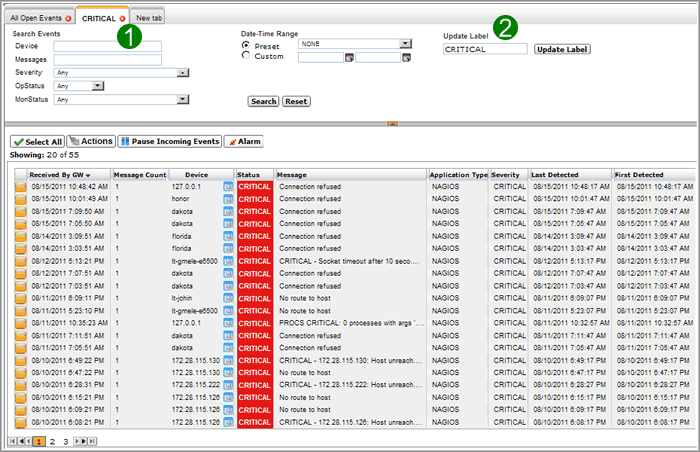 All Open Events CRITICAL New tab
1
2
Search Events
Device
Messages
Severity Any
OpStatus Any
MonStatus Any
Date-Time Range
Preset NONE
Custom
Search Reset
Update Label
CRITICAL Update Label
Select All Actions Pause Incoming Events Alarm
Showing: 20 of 55
Received By GW Message Count Device Status Message Application Type Severity Last Detected First Detected
08/15/2011 10:48:42 AM 1 127.0.0.1 CRITICAL Connection refused NAGIOS CRITICAL 08/15/2011 10:48:17 AM 08/15/2011 10:48:17 AM
08/15/2011 10:01:49 AM 1 honor CRITICAL Connection refused NAGIOS CRITICAL 08/15/2011 10:01:47 AM 08/15/2011 10:01:47 AM
08/15/2011 7:09:50 AM 1 dakota CRITICAL Connection refused NAGIOS CRITICAL 08/15/2011 7:09:47 AM 08/15/2011 7:09:47 AM
08/15/2011 7:05:50 AM 1 dakota CRITICAL Connection refused NAGIOS CRITICAL 08/15/2011 7:05:47 AM 08/15/2011 7:05:47 AM
08/14/2011 3:09:51 AM 1 florida CRITICAL Connection refused NAGIOS CRITICAL 08/14/2011 3:09:47 AM 08/14/2011 3:09:47 AM
08/14/2011 3:03:51 AM 1 florida CRITICAL Connection refused NAGIOS CRITICAL 08/14/2011 3:03:47 AM 08/14/2011 3:03:47 AM
08/12/2011 5:13:21 PM 1 lt-gmele-e6500 CRITICAL CRITICAL - Socket timeout after 10 seco.... NAGIOS CRITICAL 08/12/2011 5:13:17 PM 08/12/2011 5:13:17 PM
08/12/2011 7:07:51 AM 1 dakota CRITICAL Connection refused NAGIOS CRITICAL 08/12/2011 7:07:47 AM 08/12/2011 7:07:47 AM
08/12/2011 7:03:51 AM 1 dakota CRITICAL Connection refused NAGIOS CRITICAL 08/12/2011 7:03:47 AM 08/12/2011 7:03:47 AM
08/11/2011 6:09:11 PM 1 lt-jchin CRITICAL No route to host NAGIOS CRITICAL 08/11/2011 6:09:07 PM 08/11/2011 6:09:07 PM
08/11/2011 5:23:10 PM 1 lt-gmele-e6500 CRITICAL No route to host NAGIOS CRITICAL 08/11/2011 5:23:07 PM 08/11/2011 5:23:07 PM
08/11/2011 10:35:23 AM 1 127.0.0.1 CRITICAL PROCS CRITICAL: 0 processes with args '.... NAGIOS CRITICAL 08/11/2011 10:32:57 AM 08/11/2011 10:32:57 AM
08/11/2011 7:11:51 AM 1 dakota CRITICAL Connection refused NAGIOS CRITICAL 08/11/2011 7:11:47 AM 08/11/2011 7:11:47 AM
08/11/2011 7:05:51 AM 1 dakota CRITICAL Connection refused NAGIOS CRITICAL 08/11/2011 7:05:47 AM 08/11/2011 7:05:47 AM
08/10/2011 6:49:22 PM 1 172.28.115.130 CRITICAL CRITICAL - 172.28.115.130: Host unreach.... NAGIOS CRITICAL 08/10/2011 6:49:17 PM 08/10/2011 6:49:17 PM
08/10/2011 6:47:22 PM 1 172.28.115.130 CRITICAL No route to host NAGIOS CRITICAL 08/10/2011 6:47:17 PM 08/10/2011 6:47:17 PM
08/10/2011 6:28:31 PM 1 172.28.115.222 CRITICAL CRITICAL - 172.28.115.222: Host unreach.... NAGIOS CRITICAL 08/10/2011 6:28:27 PM 08/10/2011 6:28:27 PM
08/10/2011 6:15:21 PM 1 172.28.115.126 CRITICAL No route to host NAGIOS CRITICAL 08/10/2011 6:15:17 PM 08/10/2011 6:15:17 PM
08/10/2011 6:09:21 PM 1 172.28.115.126 CRITICAL No route to host NAGIOS CRITICAL 08/10/2011 6:09:17 PM 08/10/2011 6:09:17 PM
08/10/2011 6:08:21 PM 1 172.28.115.126 CRITICAL CRITICAL - 172.28.115.126: Host unreach.... NAGIOS CRITICAL 08/10/2011 6:08:17 PM 08/10/2011 6:08:17 PM
1 2 3